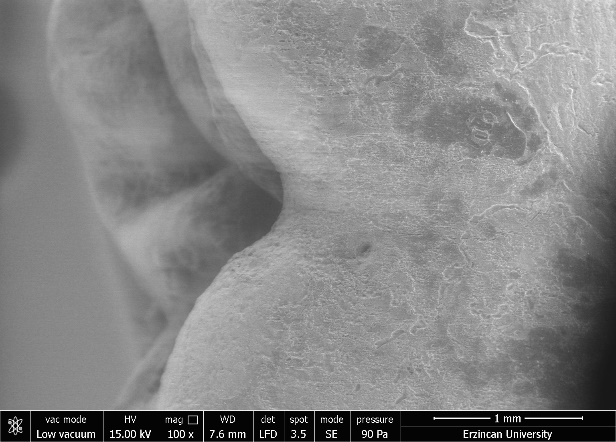 vac mode HV mag □ WD det spot mode pressure 1 mm
Low vacuum 15.00 kV 100 x 7.6 mm LFD 3.5 SE 90 Pa Erzincan University